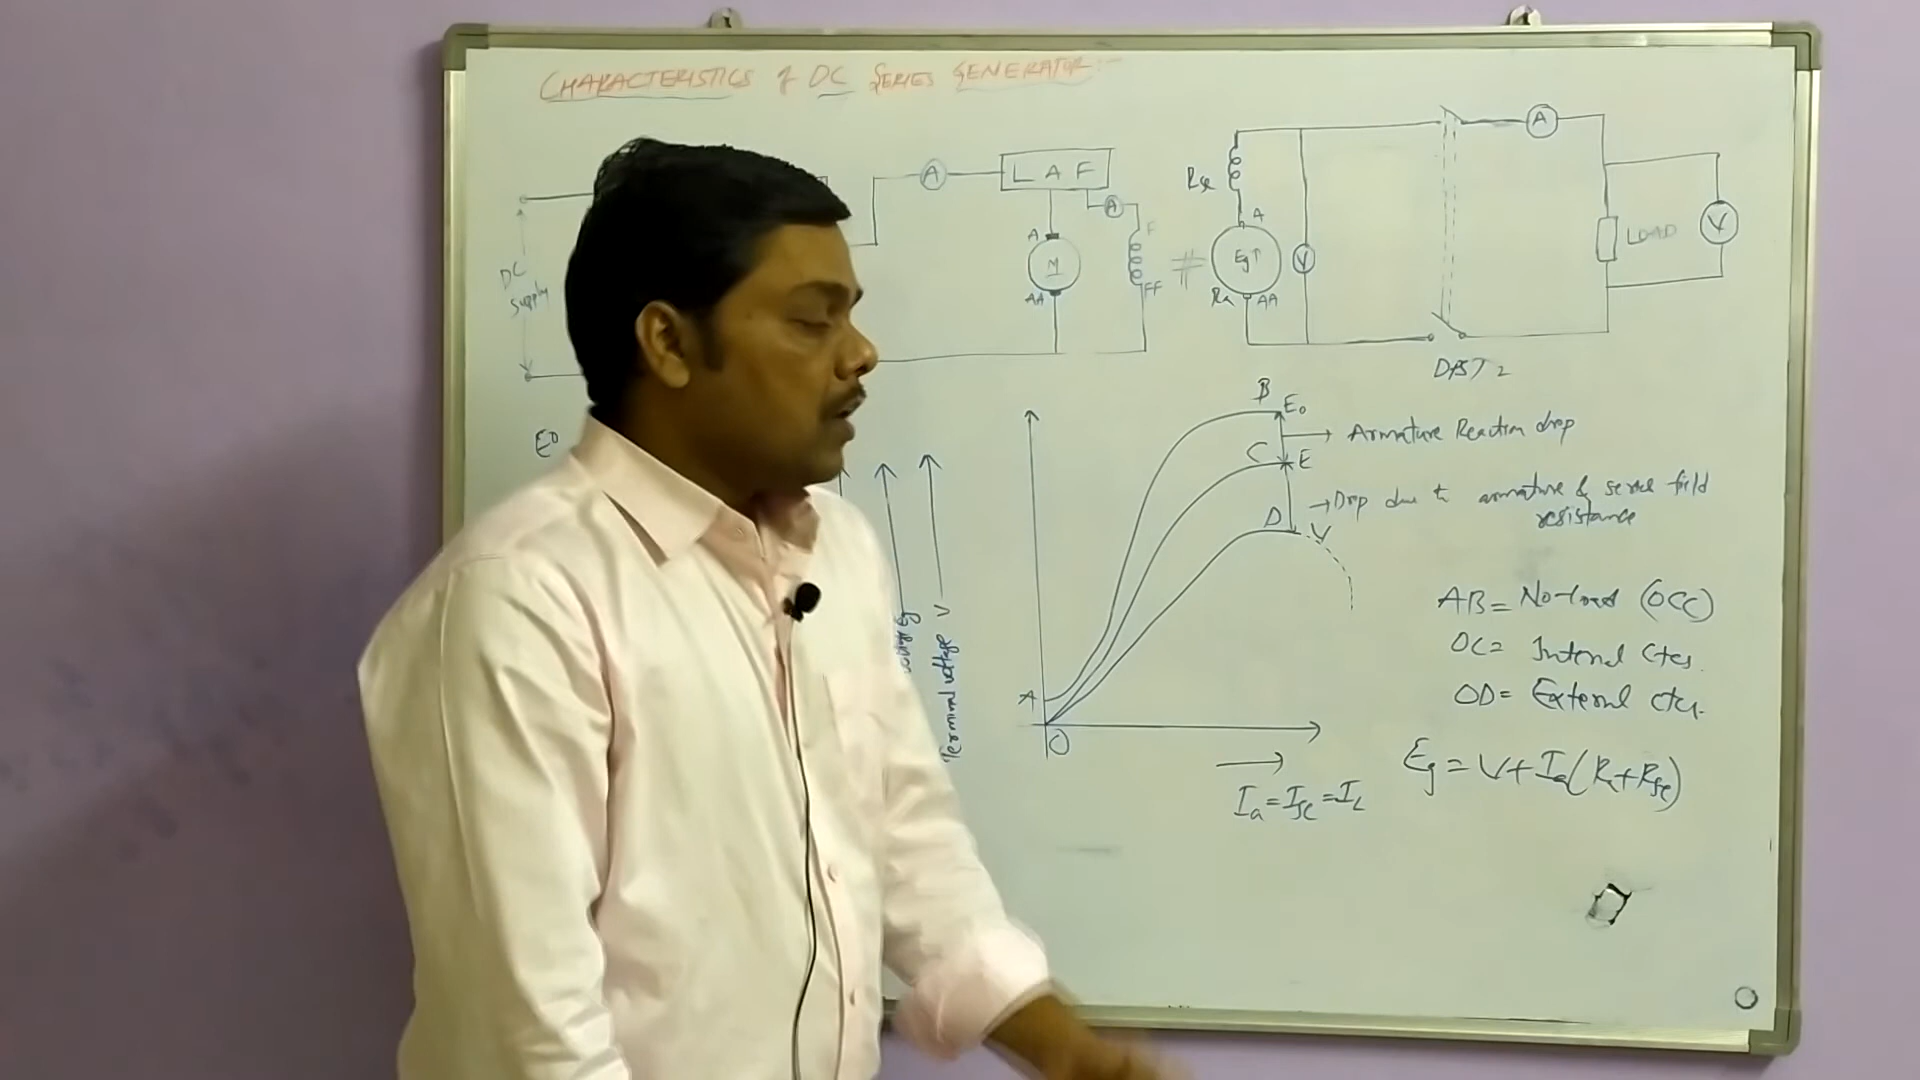 CHARACTERISTICS of DC SERIES GENERATOR:-
DC
Supply
A
L A F
A
A
M
AA
F
FF
Rse
A
Eg↑
Ra
AA
V
A
LOAD
V
DPST2
E0
Terminal voltage V
B
E0
→ Armature Reaction drop
C
E
→Drop due to armature & series field
resistance
D
V
A
O
Ia = Ise = IL
AB = No-load (OCC)
OC = Internal Ctcs.
OD = External ctcs.
Eg = V + Ia (Ra + Rse)